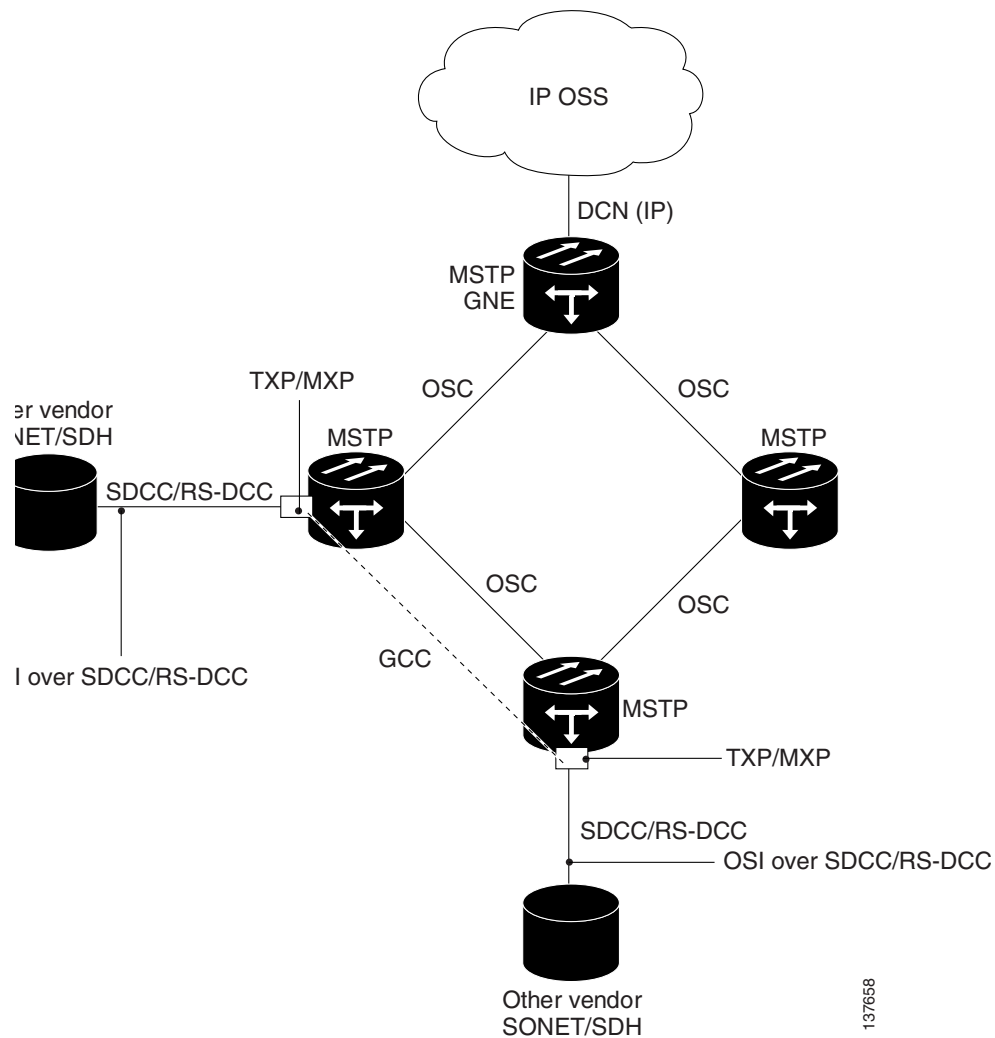 IP OSS
DCN (IP)
MSTP
GNE
OSC
OSC
TXP/MXP
er vendor
NET/SDH
MSTP
MSTP
SDCC/RS-DCC
OSC
OSC
GCC
I over SDCC/RS-DCC
MSTP
TXP/MXP
SDCC/RS-DCC
OSI over SDCC/RS-DCC
Other vendor
SONET/SDH
137658